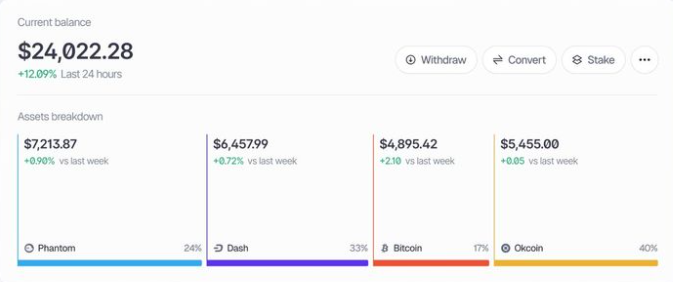 Current balance
$24,022.28
+12.09% Last 24 hours
Withdraw
Convert
Stake
Assets breakdown
$7,213.87
+0.90% vs last week
Phantom 24%
$6,457.99
+0.72% vs last week
Dash 33%
$4,895.42
+2.10 vs last week
Bitcoin 17%
$5,455.00
+0.05 vs last week
Okcoin 40%